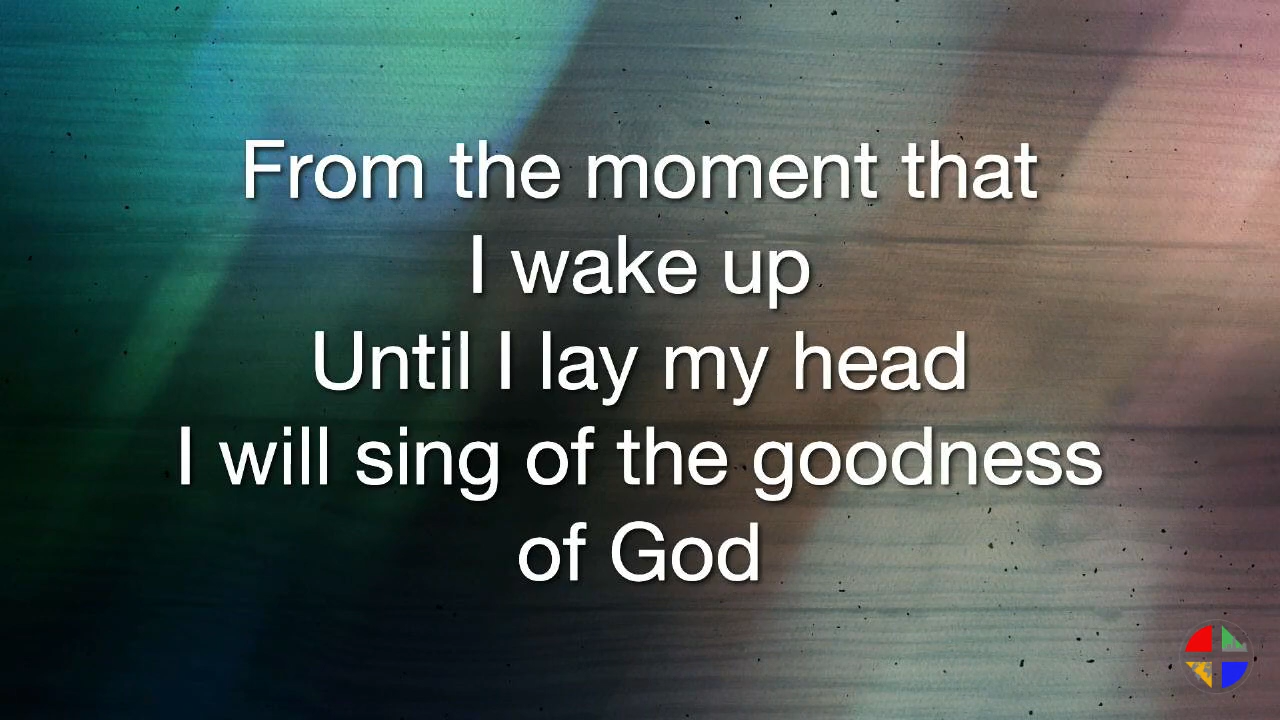 From the moment that
I wake up
Until I lay my head
I will sing of the goodness
of God